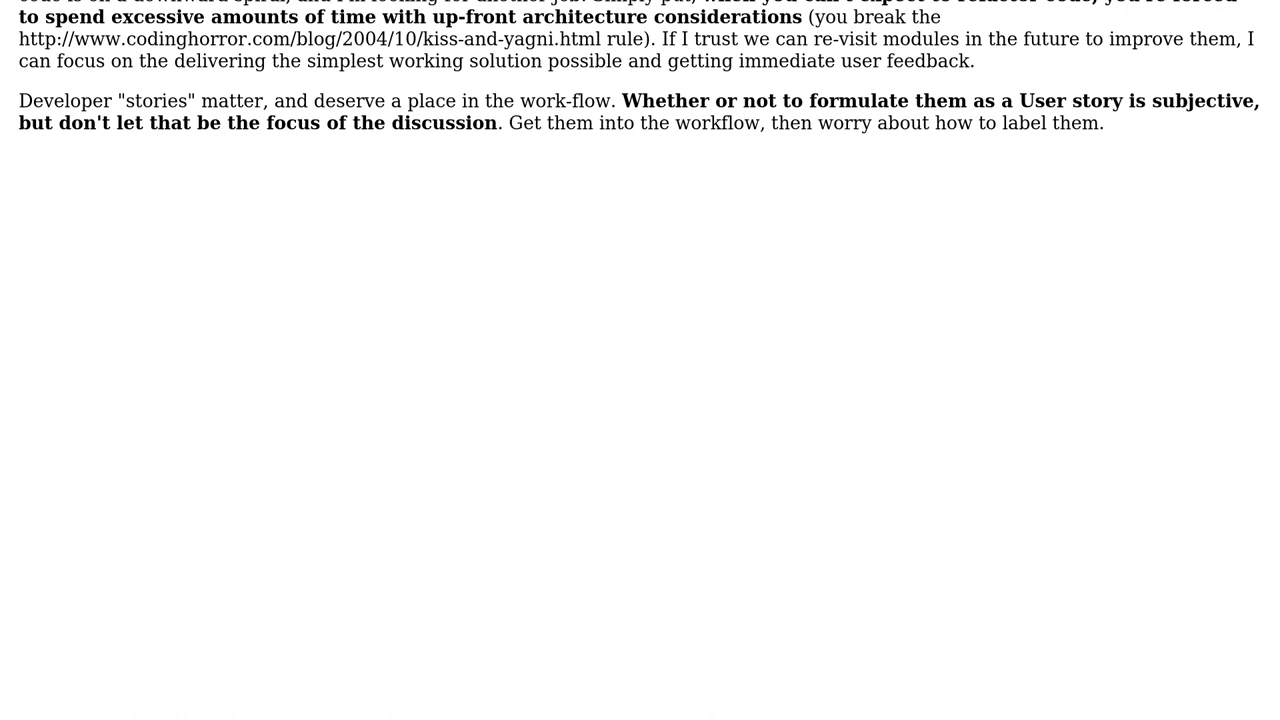 to spend excessive amounts of time with up-front architecture considerations (you break the
http://www.codinghorror.com/blog/2004/10/kiss-and-yagni.html rule). If I trust we can re-visit modules in the future to improve them, I
can focus on the delivering the simplest working solution possible and getting immediate user feedback.
Developer "stories" matter, and deserve a place in the work-flow. Whether or not to formulate them as a User story is subjective,
but don't let that be the focus of the discussion. Get them into the workflow, then worry about how to label them.